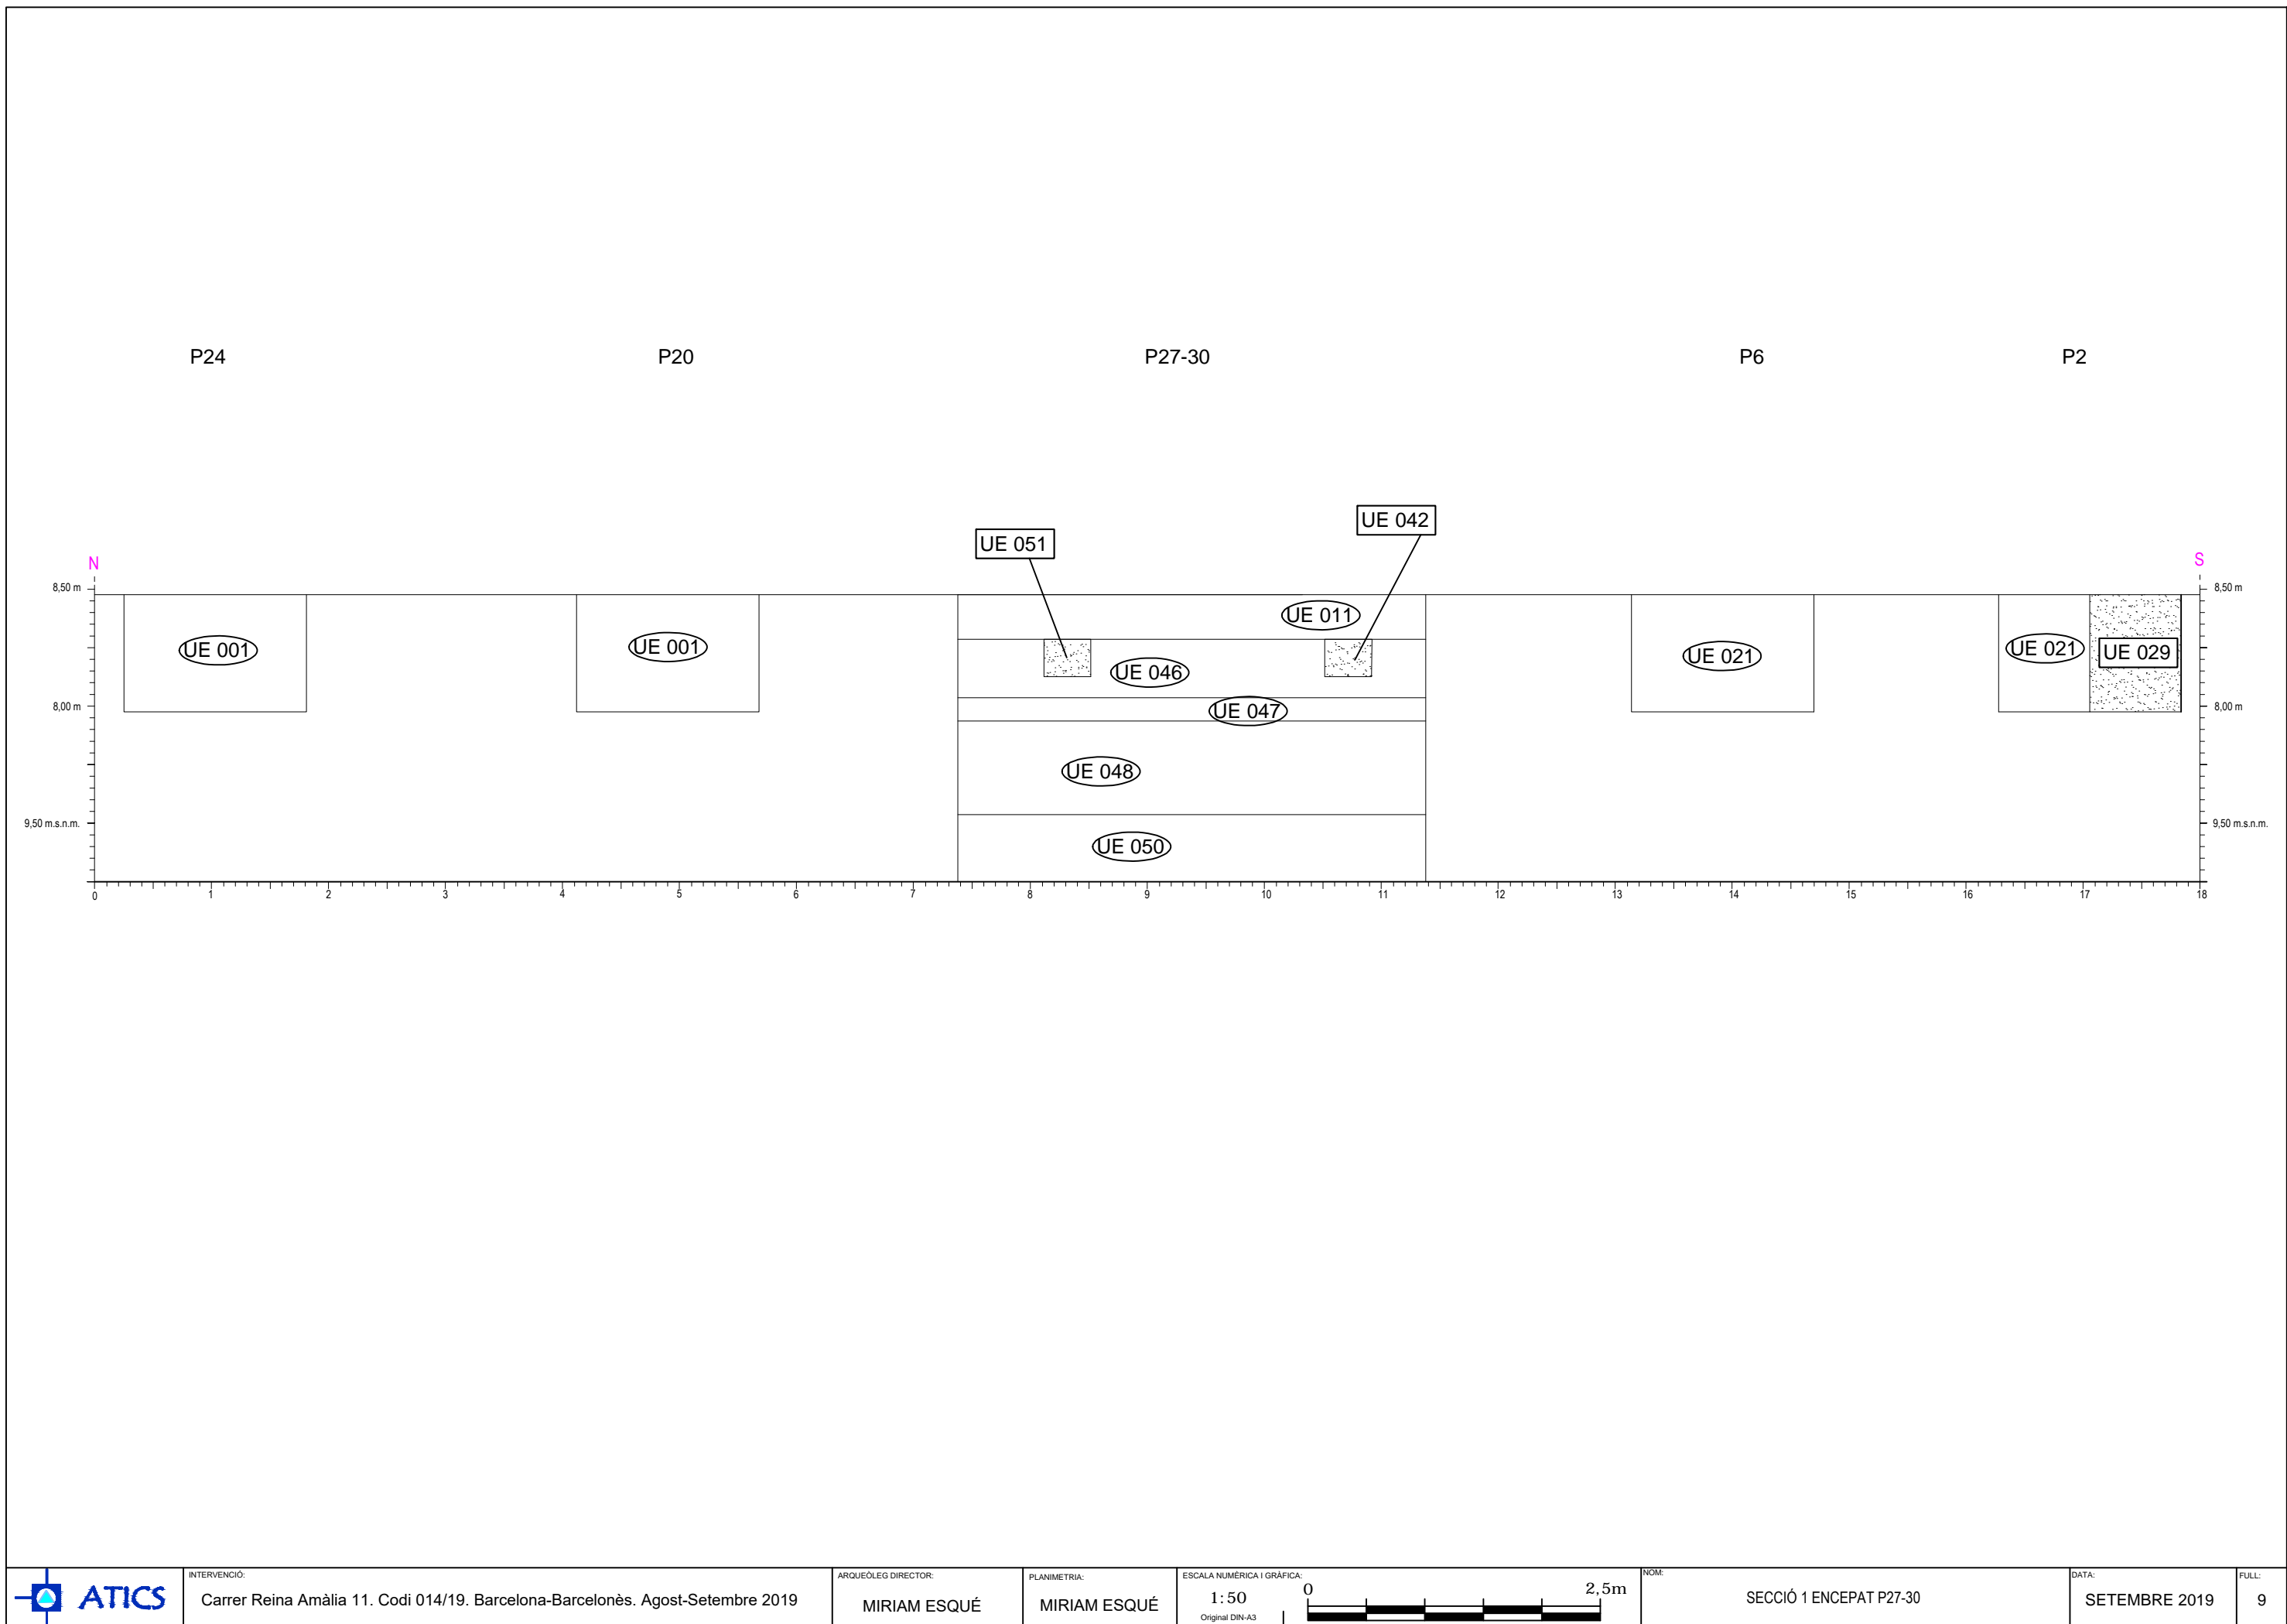 P24 P20 P27-30 P6 P2
UE 042
UE 051
N S
8,50 m 8,50 m
UE 011
UE 001 UE 001 UE 021 UE 021 UE 029
UE 046
8,00 m UE 047 8,00 m
UE 048
9,50 m.s.n.m. 9,50 m.s.n.m.
UE 050
0 1 2 3 4 5 6 7 8 9 10 11 12 13 14 15 16 17 18
ATICS
INTERVENCIÓ:
Carrer Reina Amàlia 11. Codi 014/19. Barcelona-Barcelonès. Agost-Setembre 2019
ARQUEÒLEG DIRECTOR:
MIRIAM ESQUÉ
PLANIMETRIA:
MIRIAM ESQUÉ
ESCALA NUMÈRICA I GRÀFICA:
1:50
Original DIN-A3
0 2,5m
NOM:
SECCIÓ 1 ENCEPAT P27-30
DATA:
SETEMBRE 2019
FULL:
9